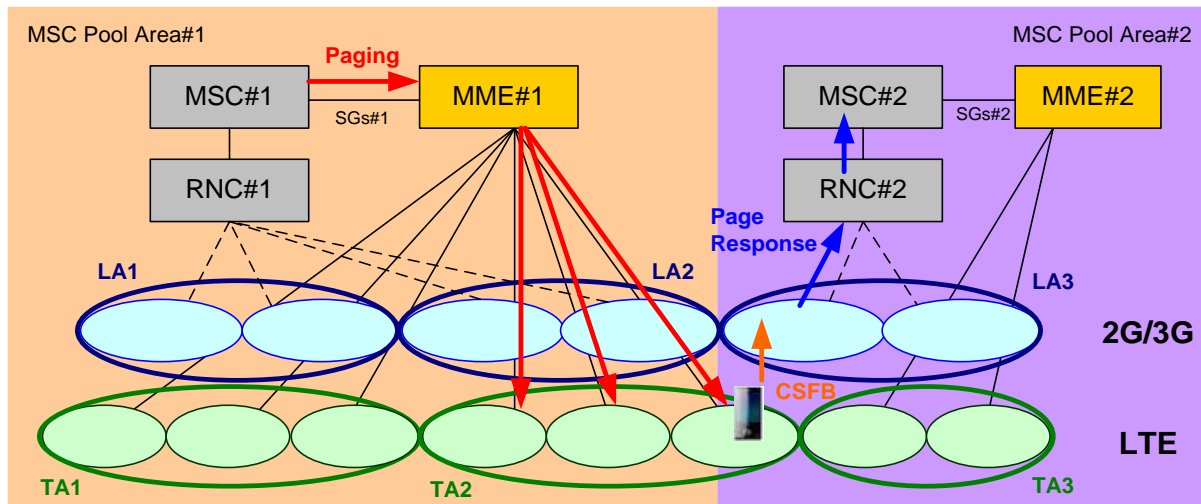 MSC Pool Area#1
MSC Pool Area#2
Paging
MSC#1
MME#1
MSC#2
MME#2
SGs#1
SGs#2
RNC#1
RNC#2
Page
Response
LA1
LA2
LA3
2G/3G
CSFB
LTE
TA1
TA2
TA3